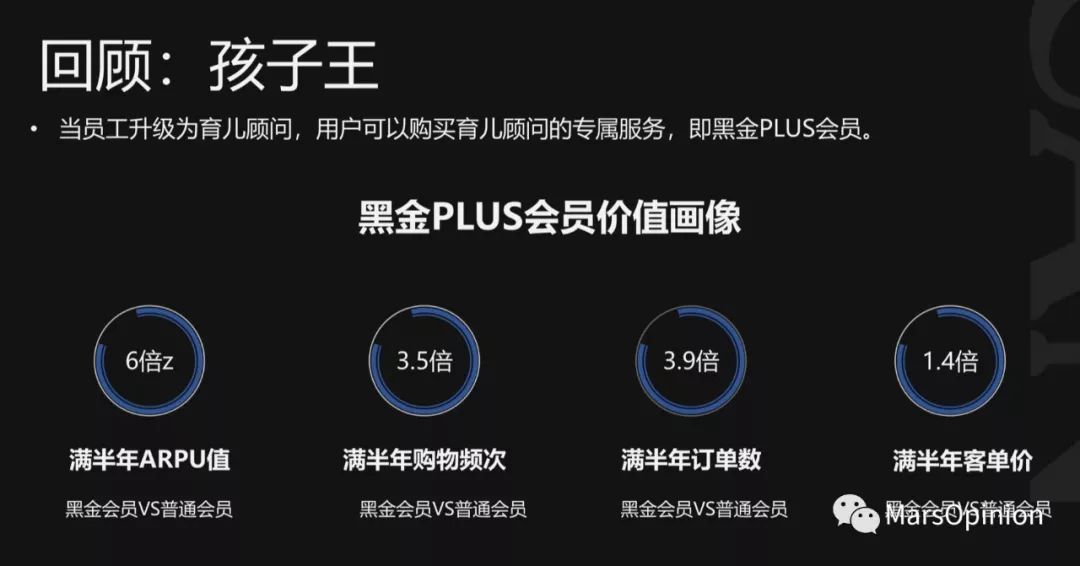 回顾：孩子王
• 当员工升级为育儿顾问，用户可以购买育儿顾问的专属服务，即黑金PLUS会员。
黑金PLUS会员价值画像
6倍z
3.5倍
3.9倍
1.4倍
满半年ARPU值
满半年购物频次
满半年订单数
满半年客单价
黑金会员VS普通会员
黑金会员VS普通会员
黑金会员VS普通会员
黑金会员VS普通会员
MarsOpinion